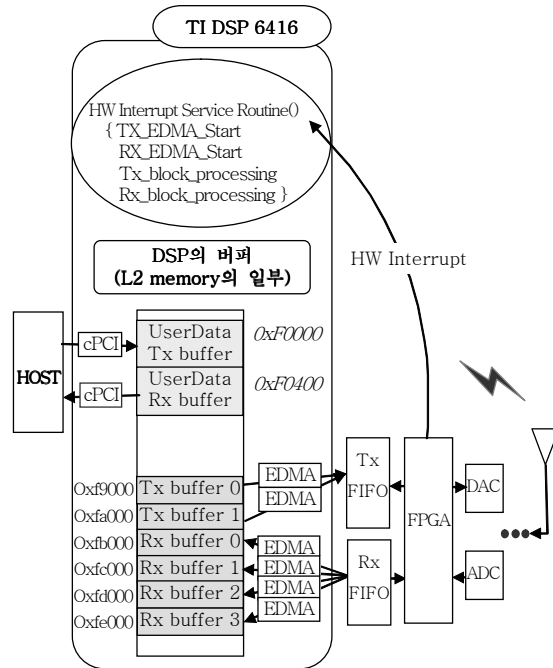 TI DSP 6416
HW Interrupt Service Routine()
{ TX_EDMA_Start
RX_EDMA_Start
Tx_block_processing
Rx_block_processing }
DSP의 버퍼
(L2 memory의 일부)
HW Interrupt
HOST
cPCI
UserData
Tx buffer
0xF0000
cPCI
UserData
Rx buffer
0xF0400
0xf9000 Tx buffer 0
0xfa000 Tx buffer 1
0xfb000 Rx buffer 0
0xfc000 Rx buffer 1
0xfd000 Rx buffer 2
0xfe000 Rx buffer 3
EDMA
EDMA
EDMA
EDMA
EDMA
EDMA
Tx
FIFO
Rx
FIFO
FPGA
DAC
ADC